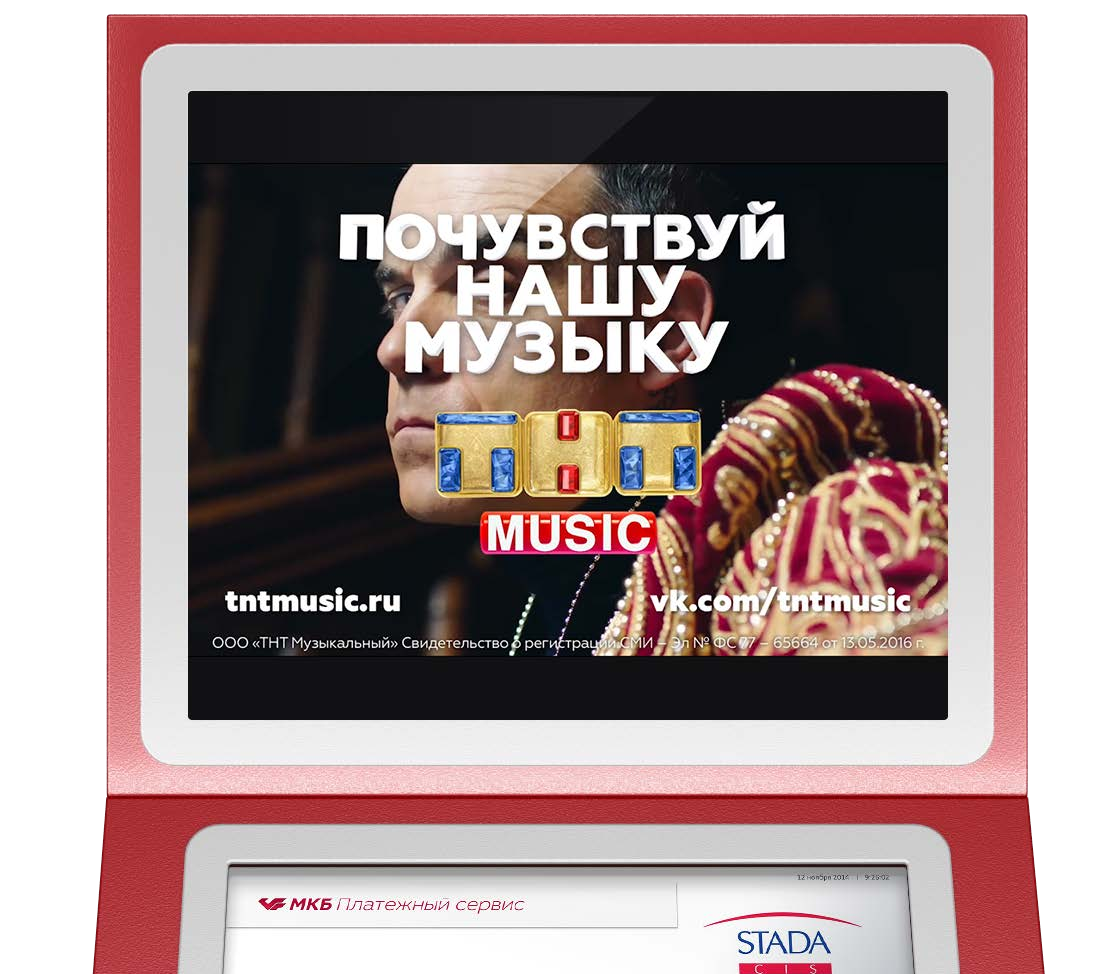 ПОЧУВСТВУЙ
НАШУ
МУЗЫКУ
ТНТ
MUSIC
tntmusic.ru
vk.com/tntmusic
ООО «ТНТ Музыкальный» Свидетельство о регистрации СМИ – Эл № ФС 77 – 65664 от 13.05.2016 г.
12 ноября 2014 | 9:26:02
МКБ Платежный сервис
STADA
CIS